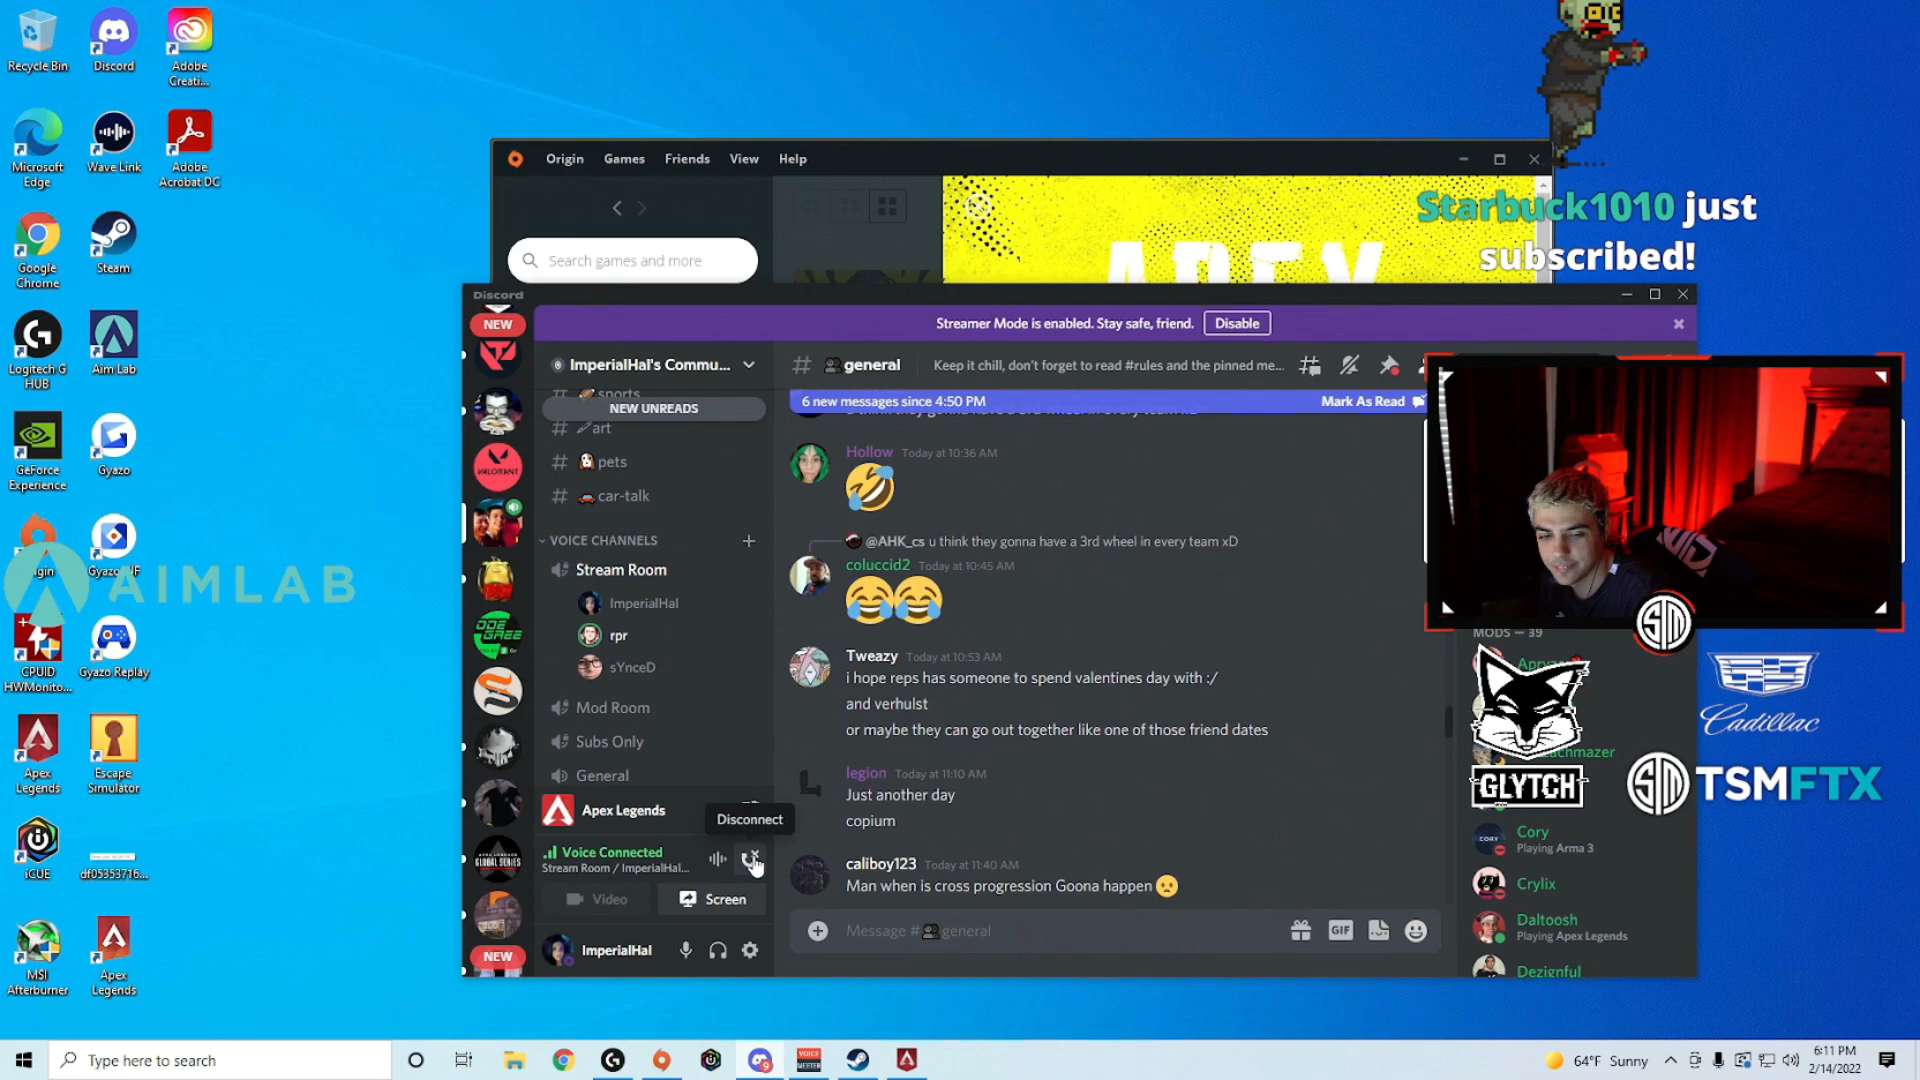 Recycle Bin
Discord
Adobe Creati...
Microsoft Edge
Wave Link
Adobe Acrobat DC
Google Chrome
Steam
Logitech G HUB
Aim Lab
GeForce Experience
Gyazo
AIMLAB
CPUID HWMonito...
Gyazo Replay
Apex Legends
Escape Simulator
iCUE
df05353716...
MSI Afterburner
Apex Legends
Origin
Games
Friends
View
Help
Search games and more
APEX
Starbuck1010 just
subscribed!
Discord
NEW
Streamer Mode is enabled. Stay safe, friend.
Disable
ImperialHal's Commu...
# general
Keep it chill, don't forget to read #rules and the pinned me...
6 new messages since 4:50 PM
Mark As Read
sports
NEW UNREADS
# art
# pets
# car-talk
VOICE CHANNELS
Stream Room
ImperialHal
rpr
sYnceD
Mod Room
Subs Only
General
Apex Legends
Disconnect
Voice Connected
Stream Room / ImperialHal...
Video
Screen
ImperialHal
NEW
VALORANT
GLOBAL SERIES
Hollow Today at 10:36 AM
@AHK_cs u think they gonna have a 3rd wheel in every team xD
coluccid2 Today at 10:45 AM
Tweazy Today at 10:53 AM
i hope reps has someone to spend valentines day with :/
and verhulst
or maybe they can go out together like one of those friend dates
legion Today at 11:10 AM
Just another day
copium
caliboy123 Today at 11:40 AM
Man when is cross progression Goona happen
Message # general
GIF
MODS — 39
GLYTCH
Cadillac
TSM
TSMFTX
Cory
Playing Arma 3
Crylix
Daltoosh
Playing Apex Legends
Dezignful
Type here to search
64°F Sunny
6:11 PM
2/14/2022